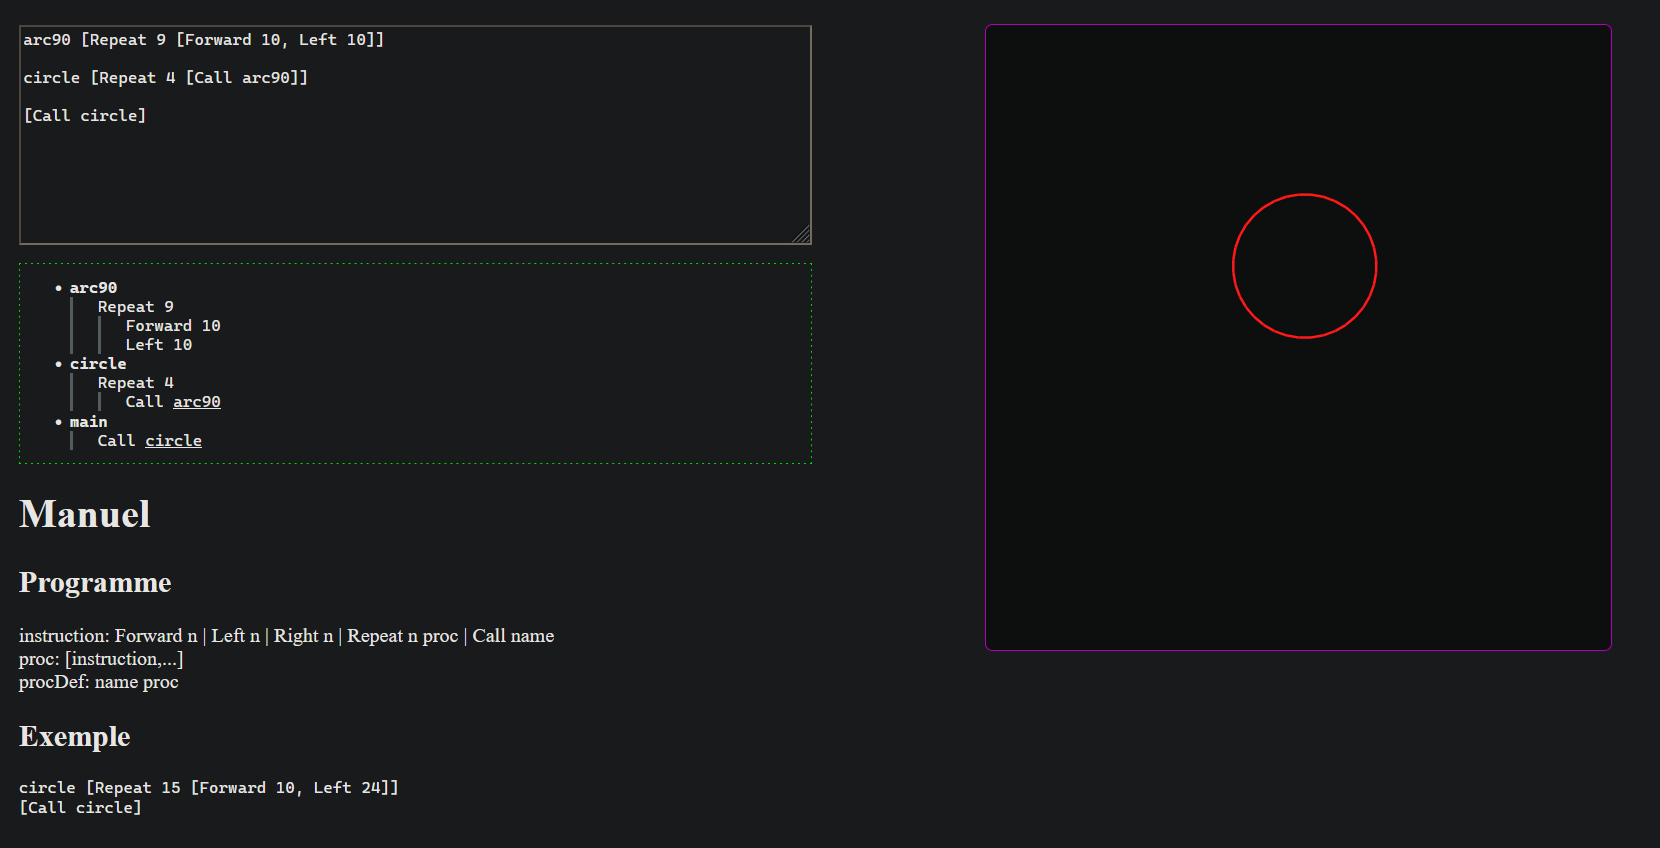 arc90 [Repeat 9 [Forward 10, Left 10]]
circle [Repeat 4 [Call arc90]]
[Call circle]
• arc90
Repeat 9
Forward 10
Left 10
• circle
Repeat 4
Call arc90
• main
Call circle
Manuel
Programme
instruction: Forward n | Left n | Right n | Repeat n proc | Call name
proc: [instruction,...]
procDef: name proc
Exemple
circle [Repeat 15 [Forward 10, Left 24]]
[Call circle]